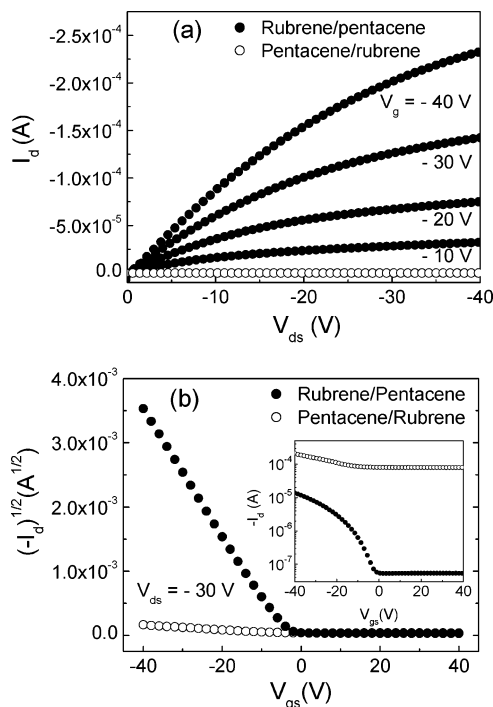 (a)
Rubrene/pentacene
Pentacene/rubrene
-2.5x10⁻⁴
-2.0x10⁻⁴
-1.5x10⁻⁴
-1.0x10⁻⁴
-5.0x10⁻⁵
0.0
I_d (A)
V_g = - 40 V
- 30 V
- 20 V
- 10 V
0 -10 -20 -30 -40
V_ds (V)
(b)
Rubrene/Pentacene
Pentacene/Rubrene
4.0x10⁻³
3.0x10⁻³
2.0x10⁻³
1.0x10⁻³
0.0
(-I_d)^1/2 (A^1/2)
V_ds = - 30 V
10⁻⁴
10⁻⁵
10⁻⁶
10⁻⁷
-I_d (A)
-40 -20 0 20 40
V_gs(V)
-40 -20 0 20 40
V_gs(V)